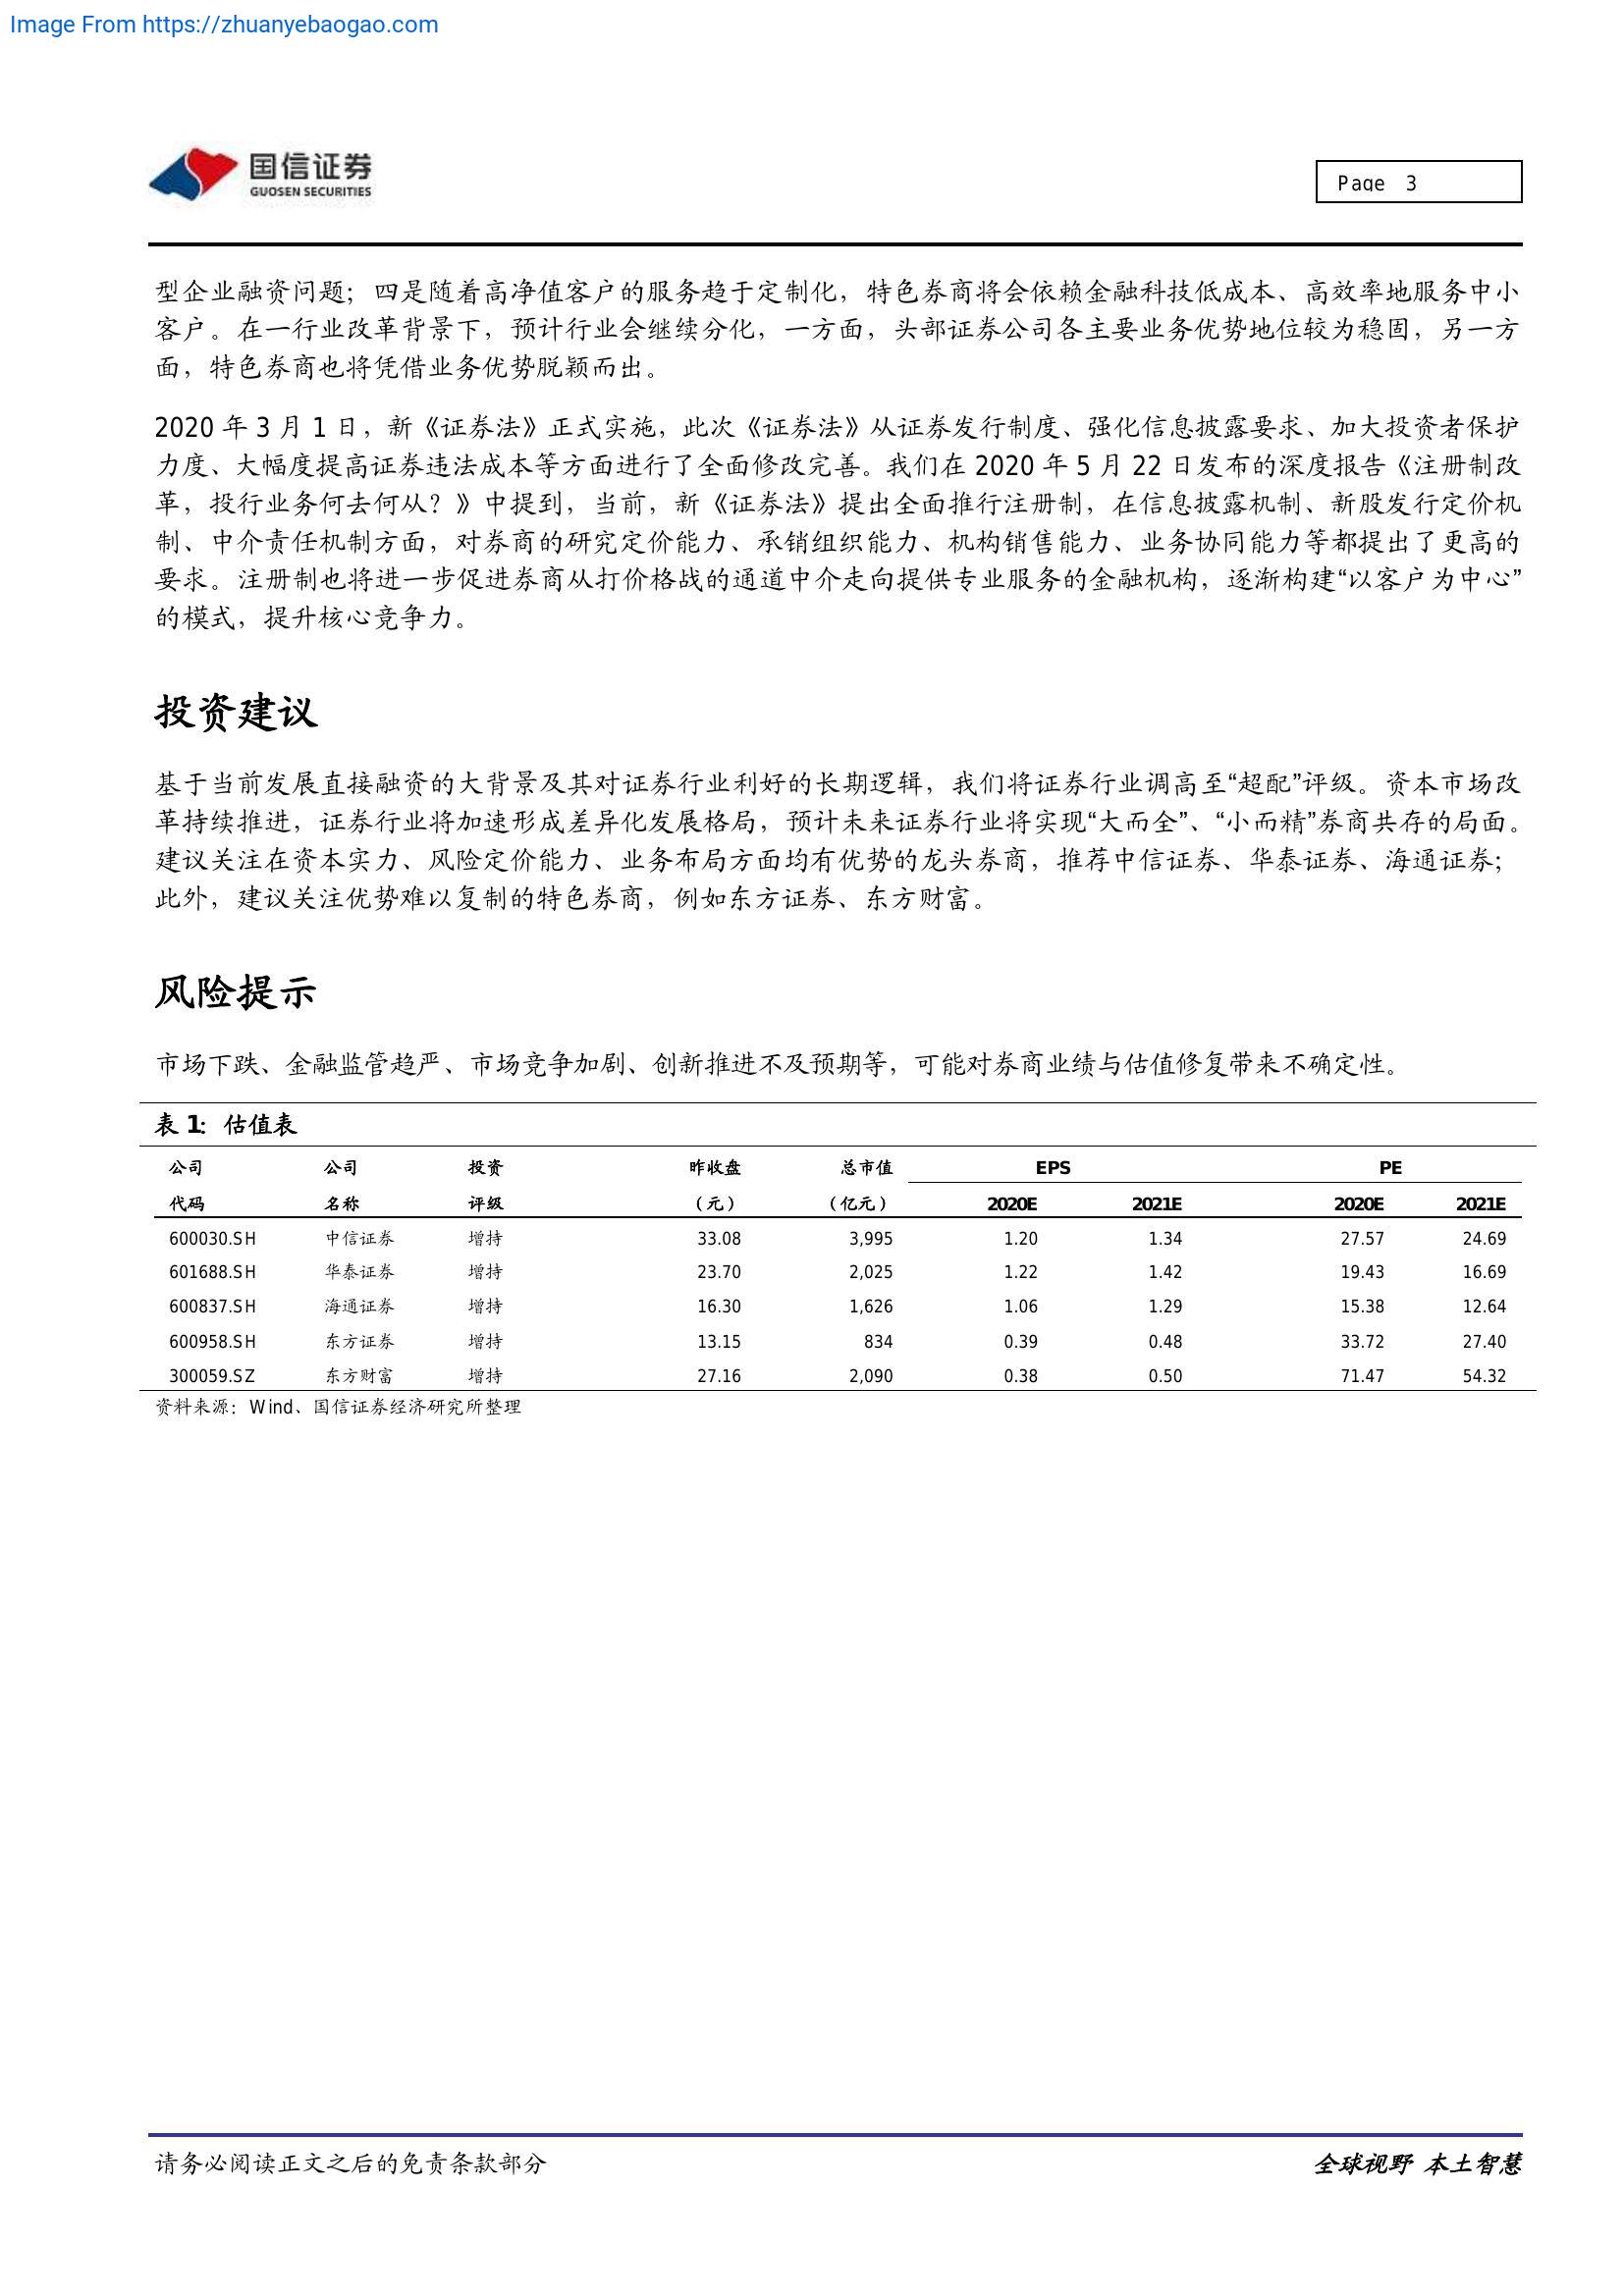 Image From https://zhuanyebaogao.com
国信证券
GUOSEN SECURITIES
Page 3
型企业融资问题；四是随着高净值客户的服务趋于定制化，特色券商将会依赖金融科技低成本、高效率地服务中小
客户。在一行业改革背景下，预计行业会继续分化，一方面，头部证券公司各主要业务优势地位较为稳固，另一方
面，特色券商也将凭借业务优势脱颖而出。
2020 年 3 月 1 日，新《证券法》正式实施，此次《证券法》从证券发行制度、强化信息披露要求、加大投资者保护
力度、大幅度提高证券违法成本等方面进行了全面修改完善。我们在 2020 年 5 月 22 日发布的深度报告《注册制改
革，投行业务何去何从？》中提到，当前，新《证券法》提出全面推行注册制，在信息披露机制、新股发行定价机
制、中介责任机制方面，对券商的研究定价能力、承销组织能力、机构销售能力、业务协同能力等都提出了更高的
要求。注册制也将进一步促进券商从打价格战的通道中介走向提供专业服务的金融机构，逐渐构建“以客户为中心”
的模式，提升核心竞争力。
投资建议
基于当前发展直接融资的大背景及其对证券行业利好的长期逻辑，我们将证券行业调高至“超配”评级。资本市场改
革持续推进，证券行业将加速形成差异化发展格局，预计未来证券行业将实现“大而全”、“小而精”券商共存的局面。
建议关注在资本实力、风险定价能力、业务布局方面均有优势的龙头券商，推荐中信证券、华泰证券、海通证券；
此外，建议关注优势难以复制的特色券商，例如东方证券、东方财富。
风险提示
市场下跌、金融监管趋严、市场竞争加剧、创新推进不及预期等，可能对券商业绩与估值修复带来不确定性。
表 1：估值表
公司 公司 投资 昨收盘 总市值 EPS PE
代码 名称 评级 （元） （亿元） 2020E 2021E 2020E 2021E
600030.SH 中信证券 增持 33.08 3,995 1.20 1.34 27.57 24.69
601688.SH 华泰证券 增持 23.70 2,025 1.22 1.42 19.43 16.69
600837.SH 海通证券 增持 16.30 1,626 1.06 1.29 15.38 12.64
600958.SH 东方证券 增持 13.15 834 0.39 0.48 33.72 27.40
300059.SZ 东方财富 增持 27.16 2,090 0.38 0.50 71.47 54.32
资料来源：Wind、国信证券经济研究所整理
请务必阅读正文之后的免责条款部分
全球视野 本土智慧